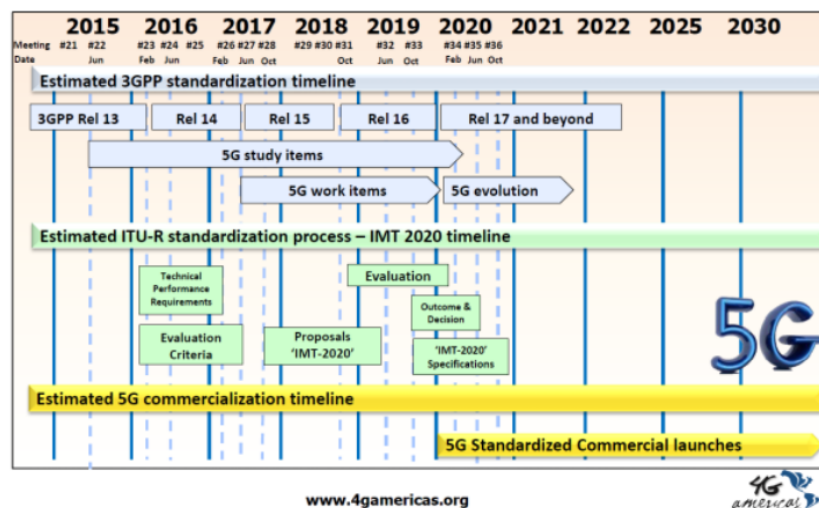 2015 2016 2017 2018 2019 2020 2021 2022 2025 2030
Meeting #21 #22 #23 #24 #25 #26 #27 #28 #29 #30 #31 #32 #33 #34 #35 #36
Date Jun Feb Jun Feb Jun Oct Oct Jun Oct Feb Jun Oct
Estimated 3GPP standardization timeline
3GPP Rel 13 Rel 14 Rel 15 Rel 16 Rel 17 and beyond
5G study items
5G work items 5G evolution
Estimated ITU-R standardization process – IMT 2020 timeline
Technical
Performance
Requirements
Evaluation
Outcome &
Decision
Evaluation
Criteria
Proposals
'IMT-2020'
'IMT-2020'
Specifications
5G
Estimated 5G commercialization timeline
5G Standardized Commercial launches
www.4gamericas.org
4G
americas